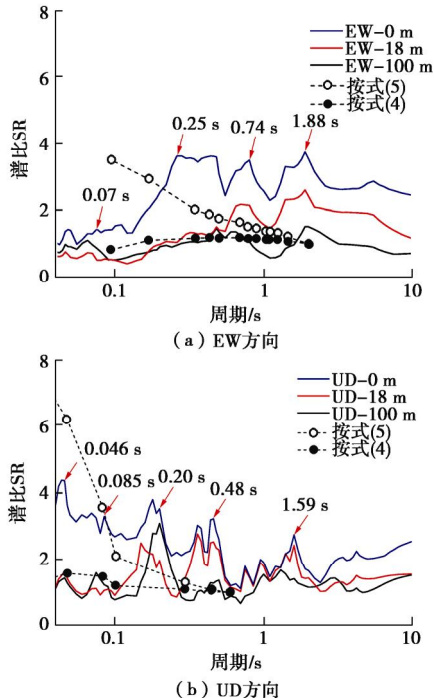 8
6
4
2
0
谱比SR
EW-0 m
EW-18 m
EW-100 m
按式(5)
按式(4)
0.07 s
0.25 s
0.74 s
1.88 s
0.1
1
10
周期/s
(a) EW方向
8
6
4
2
0
谱比SR
UD-0 m
UD-18 m
UD-100 m
按式(5)
按式(4)
0.046 s
0.085 s
0.20 s
0.48 s
1.59 s
0.1
1
10
周期/s
(b) UD方向